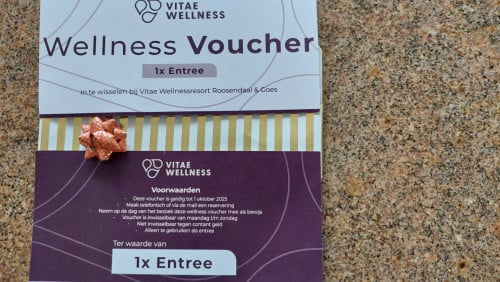 VITAE
WELLNESS
Wellness Voucher
1x Entree
In te wisselen bij Vitae Wellnessresort Roosendaal & Goes
VITAE
WELLNESS
Voorwaarden
Deze voucher is geldig tot 1 oktober 2025
Maak telefonisch of via de mail een reservering
Neem op de dag van het bezoek deze wellness voucher mee als bewijs
Voucher is inwisselbaar van maandag t/m zondag
Niet inwisselbaar tegen contant geld
Alleen te gebruiken als entree
Ter waarde van
1x Entree